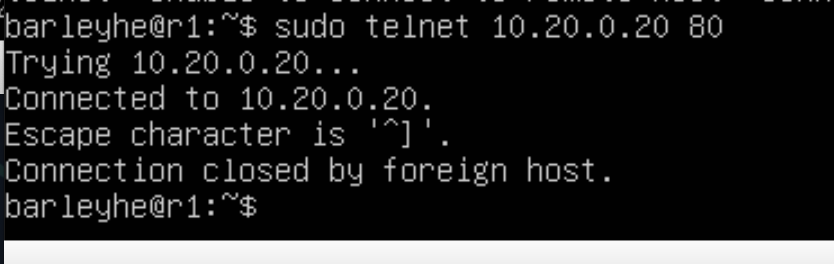 barleyhe@r1:~$ sudo telnet 10.20.0.20 80
Trying 10.20.0.20...
Connected to 10.20.0.20.
Escape character is '^]'.
Connection closed by foreign host.
barleyhe@r1:~$